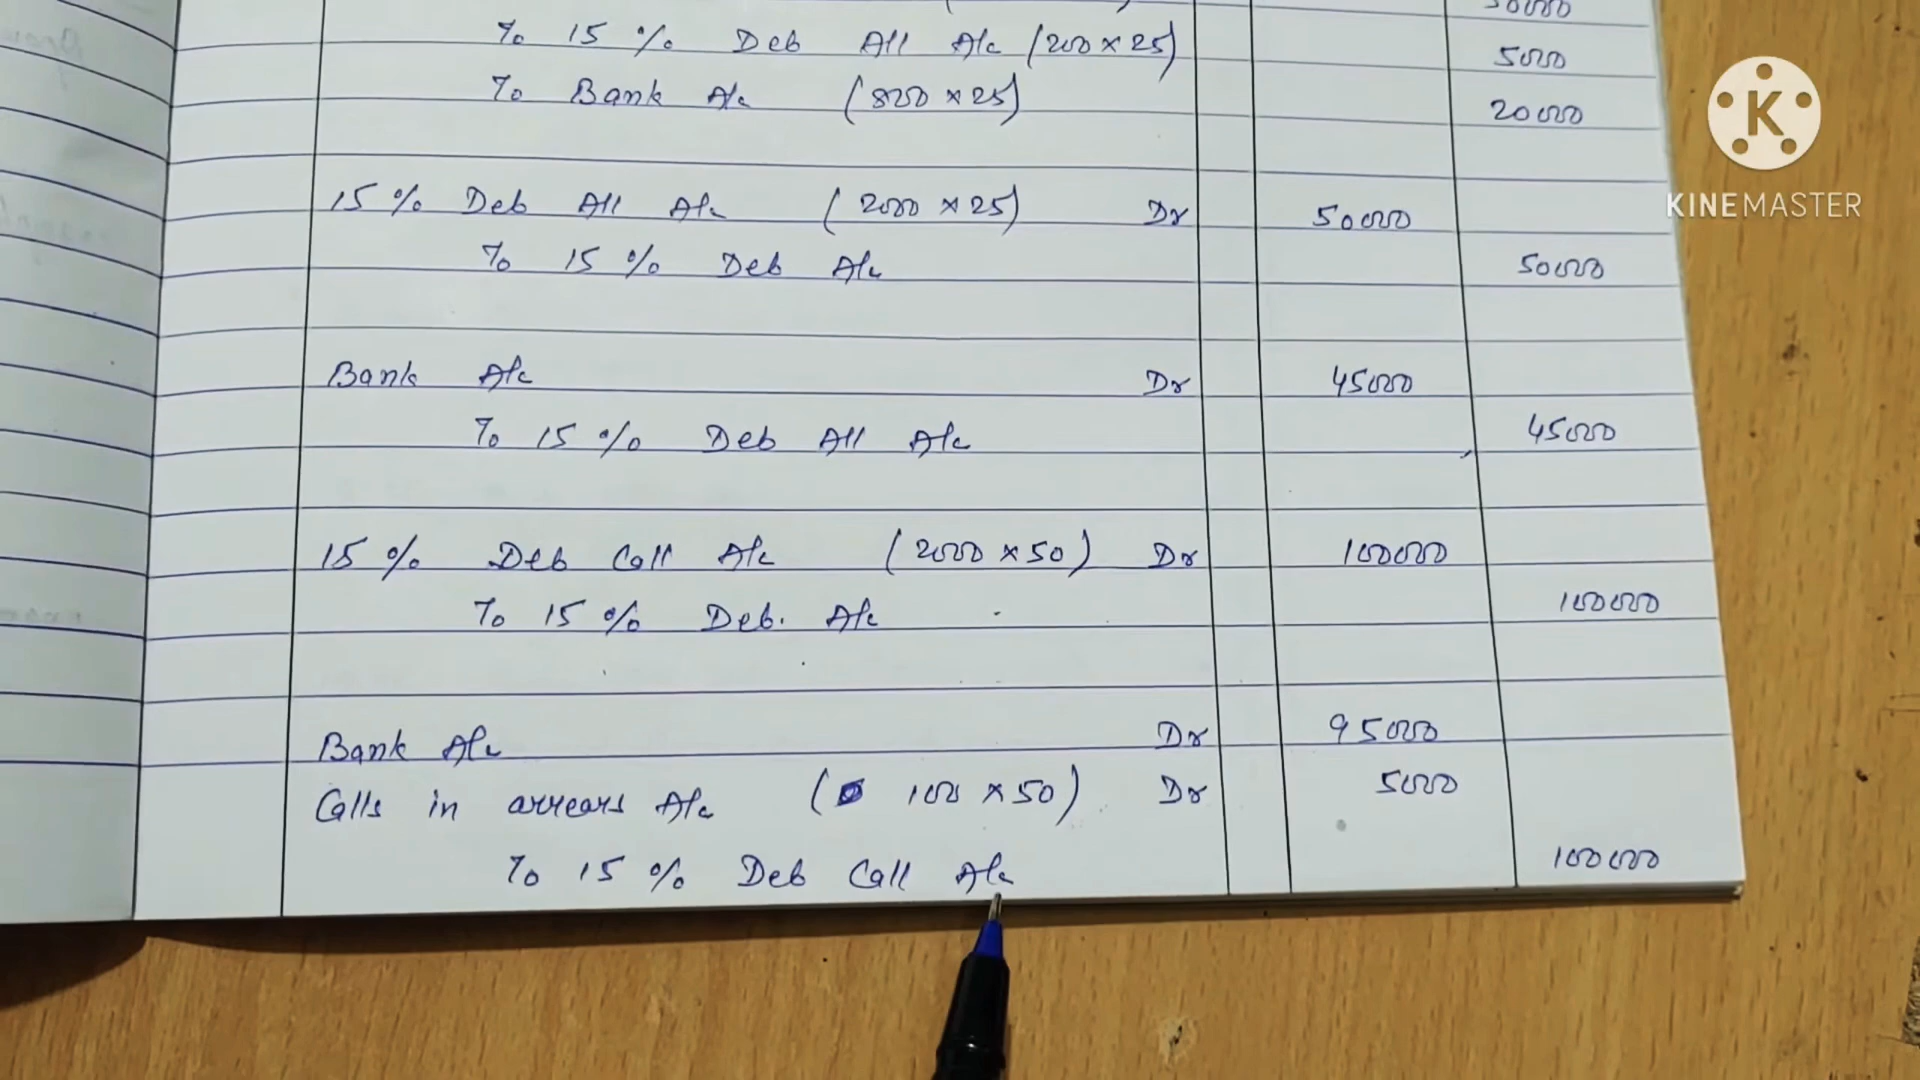 50000
To 15 % Deb All A/c (200 × 25) 5000
To Bank A/c (800 × 25) 20000
15 % Deb All A/c (2000 × 25) Dr 50000
To 15 % Deb A/c 50000
Bank A/c Dr 45000
To 15 % Deb All A/c 45000
15 % Deb Call A/c (2000 × 50) Dr 100000
To 15 % Deb. A/c 100000
Bank A/c Dr 95000
Calls in arrears A/c (100 × 50) Dr 5000
To 15 % Deb Call A/c 100000
K
KINEMASTER